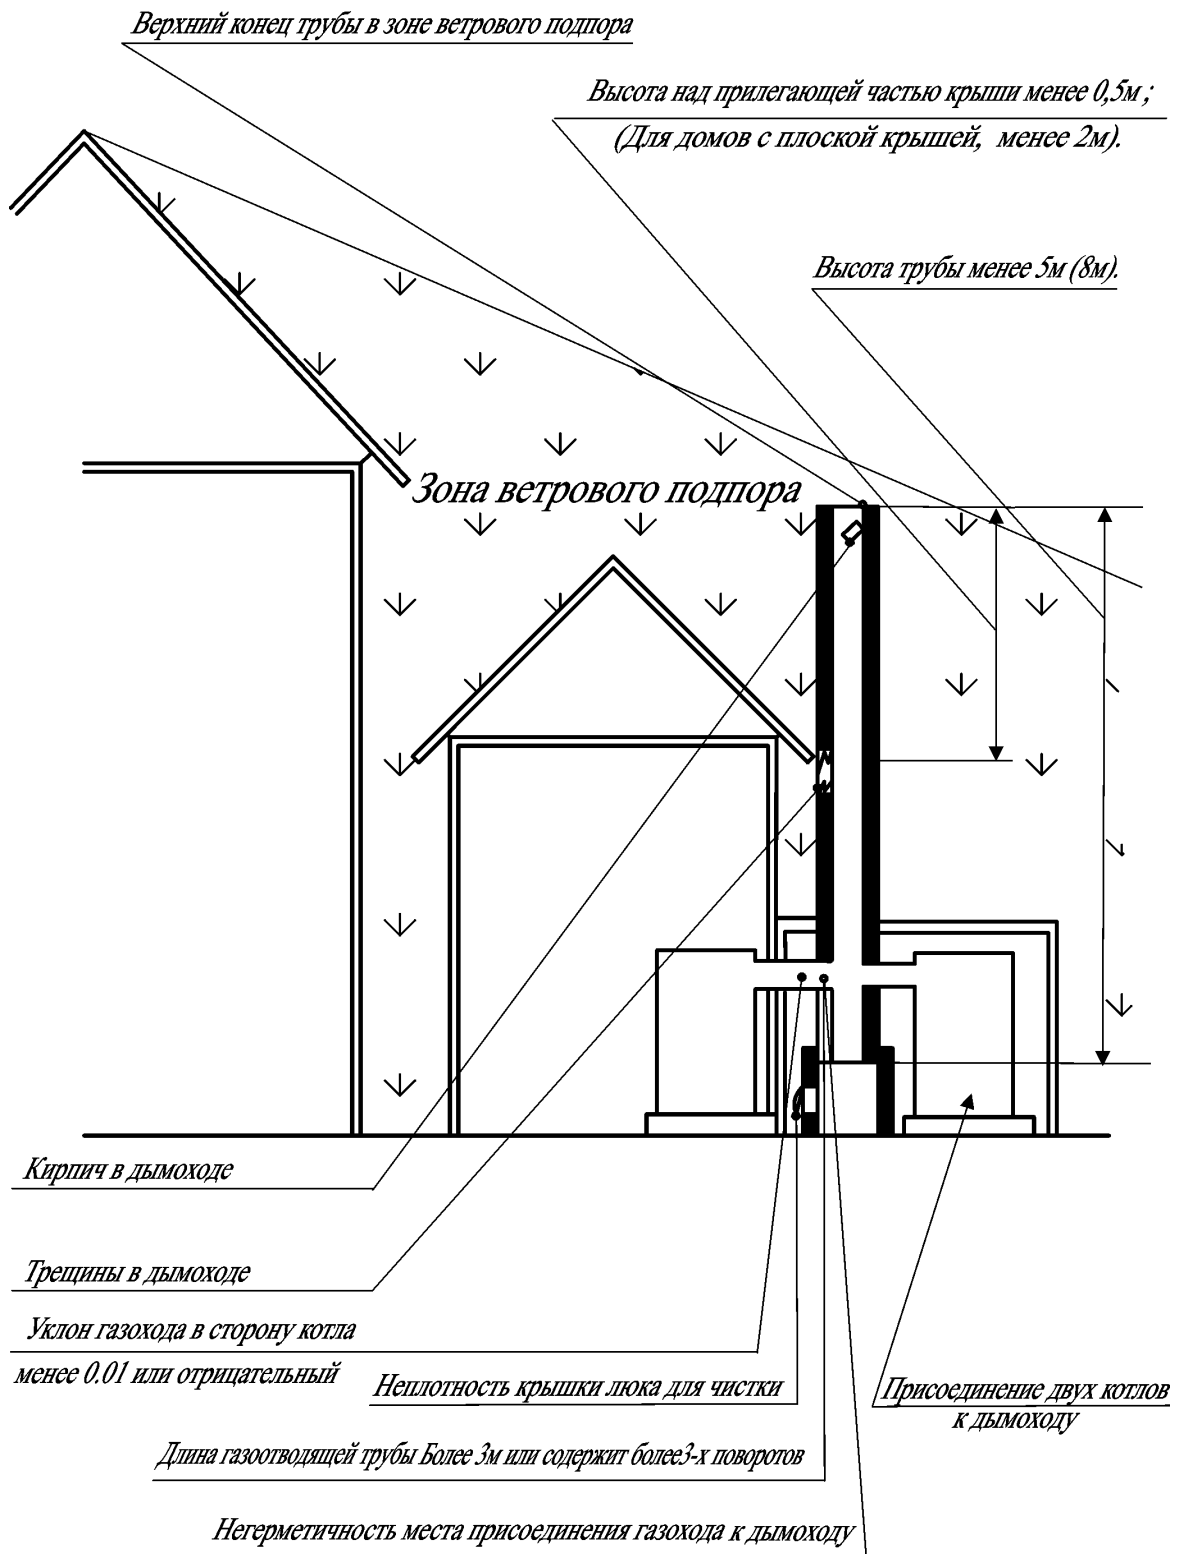 Верхний конец трубы в зоне ветрового подпора
Высота над прилегающей частью крыши менее 0,5м ;
(Для домов с плоской крышей, менее 2м).
Высота трубы менее 5м (8м).
Зона ветрового подпора
Кирпич в дымоходе
Трещины в дымоходе
Уклон газохода в сторону котла
менее 0.01 или отрицательный
Неплотность крышки люка для чистки
Присоединение двух котлов
к дымоходу
Длина газоотводящей трубы Более 3м или содержит более3-х поворотов
Негерметичность места присоединения газохода к дымоходу